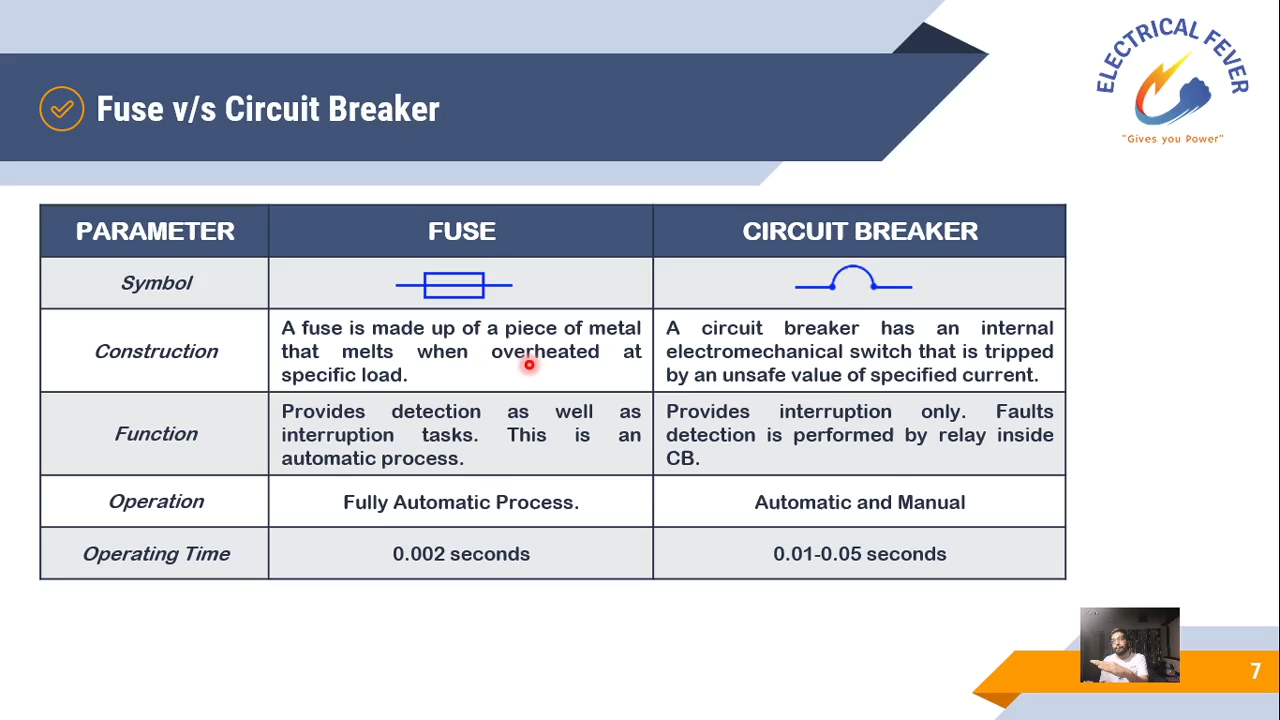 ELECTRICAL FEVER
"Gives you Power"
Fuse v/s Circuit Breaker
PARAMETER FUSE CIRCUIT BREAKER
Symbol
Construction
A fuse is made up of a piece of metal
that melts when overheated at
specific load.
A circuit breaker has an internal
electromechanical switch that is tripped
by an unsafe value of specified current.
Function
Provides detection as well as
interruption tasks. This is an
automatic process.
Provides interruption only. Faults
detection is performed by relay inside
CB.
Operation Fully Automatic Process. Automatic and Manual
Operating Time 0.002 seconds 0.01-0.05 seconds
7